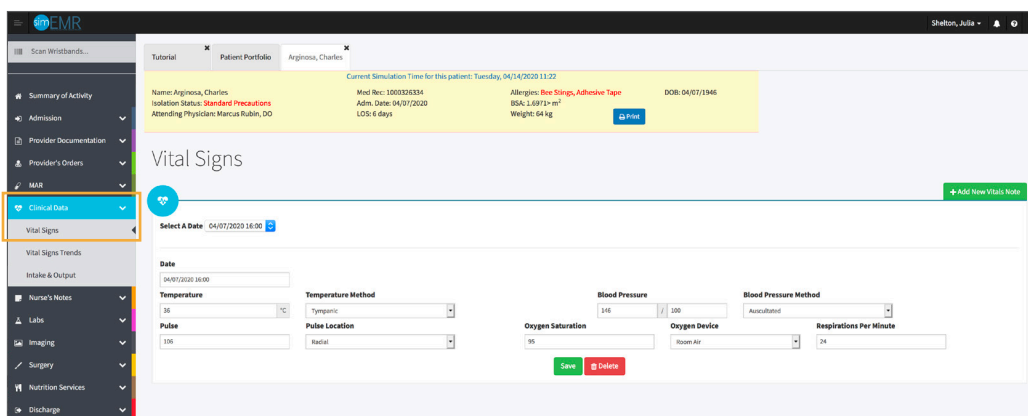 simEMR
Shelton, Julia
Scan Wristbands...
Summary of Activity
Admission
Provider Documentation
Provider's Orders
MAR
Clinical Data
Vital Signs
Vital Signs Trends
Intake & Output
Nurse's Notes
Labs
Imaging
Surgery
Nutrition Services
Discharge
Tutorial
Patient Portfolio
Arginosa, Charles
Current Simulation Time for this patient: Tuesday, 04/14/2020 11:22
Name: Arginosa, Charles Med Rec: 1000326334 Allergies: Bee Stings, Adhesive Tape DOB: 04/07/1946
Isolation Status: Standard Precautions Adm. Date: 04/07/2020 BSA: 1.6971> m²
Attending Physician: Marcus Rubin, DO LOS: 6 days Weight: 64 kg Print
Vital Signs
+ Add New Vitals Note
Select A Date 04/07/2020 16:00
Date
04/07/2020 16:00
Temperature Temperature Method Blood Pressure Blood Pressure Method
36 °C Tympanic 146 / 100 Auscultated
Pulse Pulse Location Oxygen Saturation Oxygen Device Respirations Per Minute
106 Radial 95 Room Air 24
Save Delete